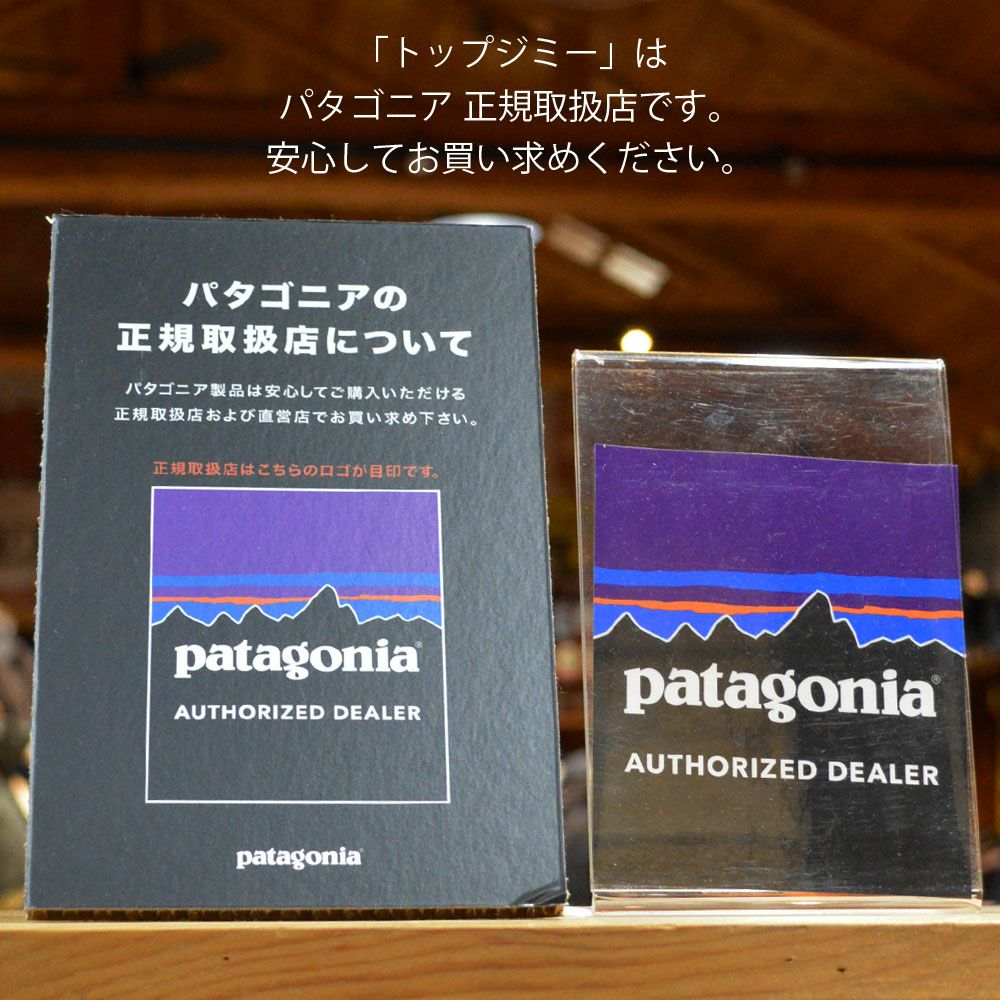 「トップジミー」は
パタゴニア 正規取扱店です。
安心してお買い求めください。
パタゴニアの
正規取扱店について
パタゴニア製品は安心してご購入いただける
正規取扱店および直営店でお買い求め下さい。
正規取扱店はこちらのロゴが目印です。
patagonia®
AUTHORIZED DEALER
patagonia®
patagonia®
AUTHORIZED DEALER